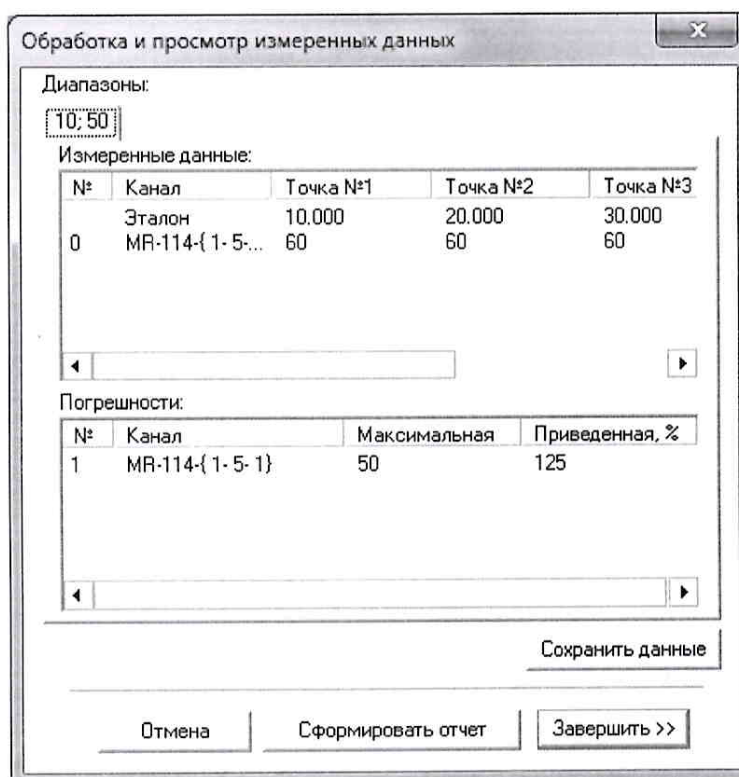 Обработка и просмотр измеренных данных
Диапазоны:
10; 50
Измеренные данные:
№ Канал Точка №1 Точка №2 Точка №3
Эталон 10.000 20.000 30.000
0 MR-114-{ 1- 5-... 60 60 60
Погрешности:
№ Канал Максимальная Приведенная, %
1 MR-114-{ 1- 5- 1} 50 125
Сохранить данные
Отмена Сформировать отчет Завершить >>